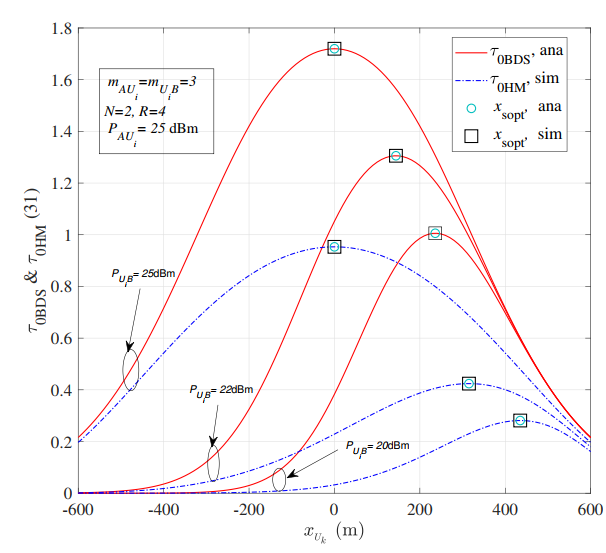 1.8
1.6
1.4
1.2
1
0.8
0.6
0.4
0.2
0
τ0BDS & τ0HM (31)
mAUi=mUiB=3
N=2, R=4
PAUi= 25 dBm
τ0BDS, ana
τ0HM, sim
xsopt, ana
xsopt, sim
PUiB= 25dBm
PUiB= 22dBm
PUiB= 20dBm
-600 -400 -200 0 200 400 600
xUk (m)